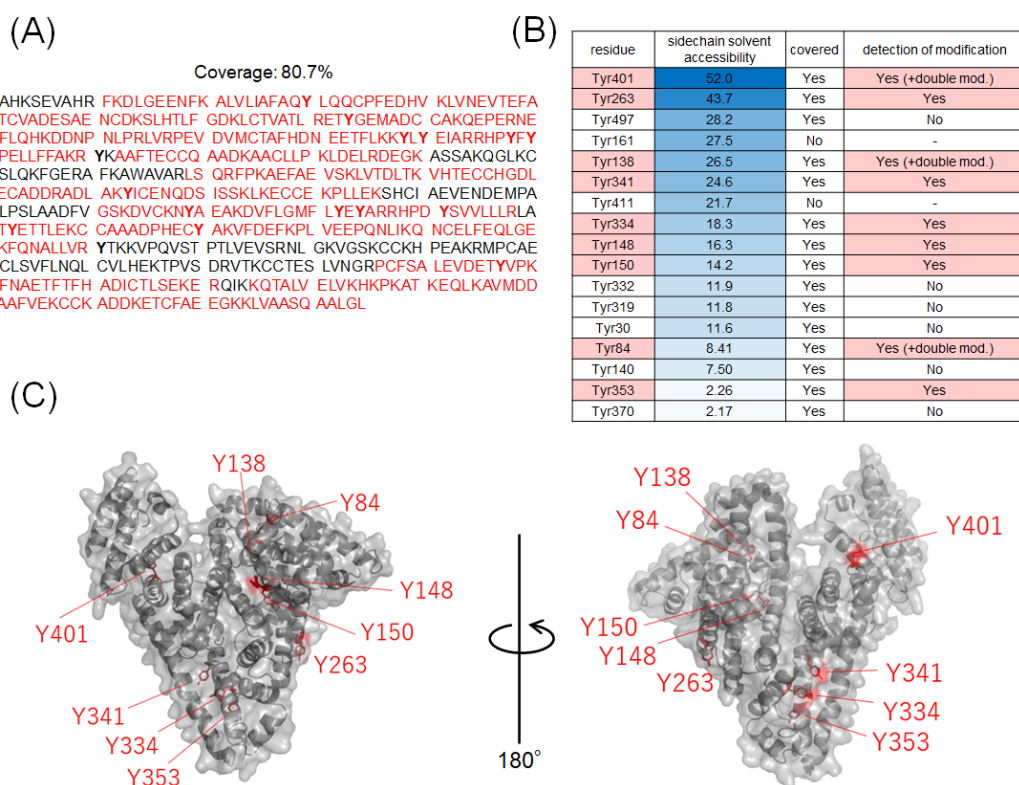 (A)
Coverage: 80.7%
AHKSEVAHR FKDLGEENFK ALVLIAFAQY LQQCPFEDHV KLVNEVTEFA
TCVADESAEN CDKSLHTLF GDKLCTVATL RETYGEMADC CAKQEPERNE
FLQHKDDNP NLPRLVRPEV DVMCTAFHDN EETFLKKYLY EIARRHPYFY
PELLFFAKR YKAAFTECCQ AADKAACLLP KLDELRDEGK ASSAKQGLKC
SLQKFGERAF KAWAVARLS QRFPKAEFAE VSKLVTDLTK VHTECCHGDL
ECADDRADL AKYICENQDS ISSKLKECCE KPLLEKSHCI AEVENDEMPA
LPSLAADFV GSKDVCKNYA EAKDVFLGMF LYEYARRHPD YSVVLLLRLA
TYETTLEKC CAAADPHECY AKVFDEFKPL VEEPQNLIKQ NCELFEQLGE
KFQNALLVR YTKKVPQVST PTLVEVSRNL GKVGSKCCKH PEAKRMPCAE
CLSVFLNQL CVLHEKTPVS DRVTKCCTES LVNGRPCFSA LEVDETYVPK
FNAETFTFH ADICTLSEKE RQIKKQTALV ELVKHKPKAT KEQLKAVMDD
AAFVEKCCK ADDKETCFAE EGKKLVAASQ AALGL
(B)
residue sidechain solvent accessibility covered detection of modification
Tyr401 52.0 Yes Yes (+double mod.)
Tyr263 43.7 Yes Yes
Tyr497 28.2 Yes No
Tyr161 27.5 No -
Tyr138 26.5 Yes Yes (+double mod.)
Tyr341 24.6 Yes Yes
Tyr411 21.7 No -
Tyr334 18.3 Yes Yes
Tyr148 16.3 Yes Yes
Tyr150 14.2 Yes Yes
Tyr332 11.9 Yes No
Tyr319 11.8 Yes No
Tyr30 11.6 Yes No
Tyr84 8.41 Yes Yes (+double mod.)
Tyr140 7.50 Yes No
Tyr353 2.26 Yes Yes
Tyr370 2.17 Yes No
(C)
Y138
Y84
Y148
Y150
Y263
Y401
Y341
Y334
Y353
180°
Y138
Y84
Y401
Y150
Y148
Y263
Y341
Y334
Y353